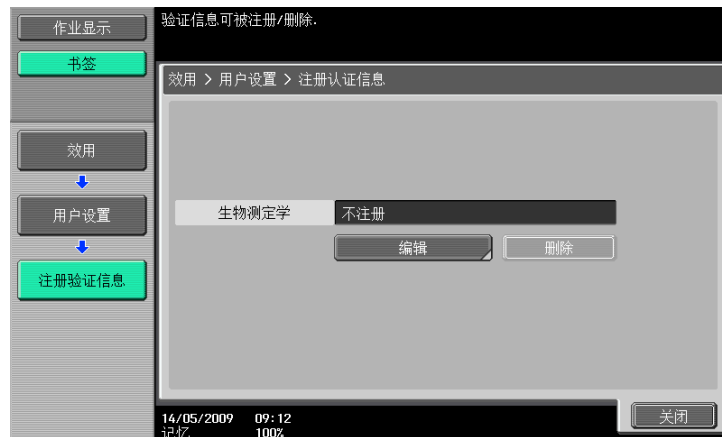 作业显示
验证信息可被注册/删除.
书签
效用 > 用户设置 > 注册认证信息
效用
用户设置
注册验证信息
生物测定学 不注册
编辑 删除
14/05/2009 09:12
记忆 100%
关闭